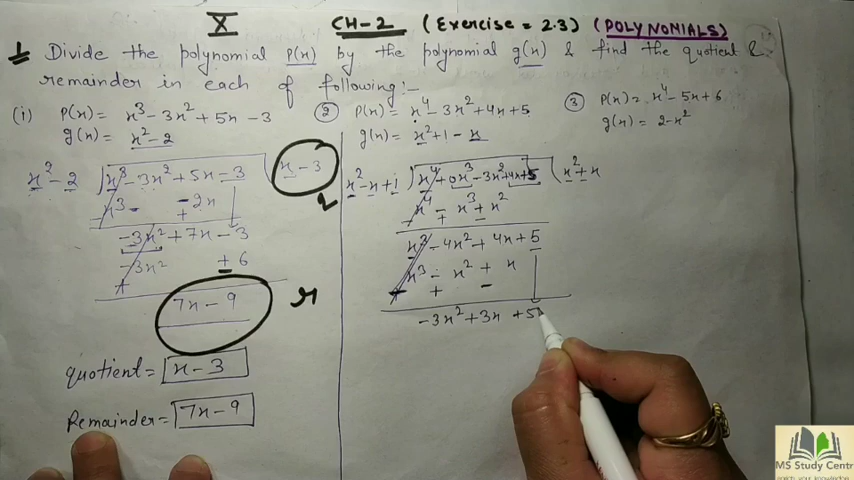 X CH-2 (Exercise = 2.3) (POLYNONIALS)
1 Divide the polynomial p(x) by the polynomial g(x) & find the quotient &
remainder in each of following:-
(i) p(x) = x³ - 3x² + 5x - 3
g(x) = x² - 2
x² - 2 ) x³ - 3x² + 5x - 3 ( x - 3
x³ - 2x
+
-3x² + 7x - 3
-3x² + 6
+
7x - 9 r
quotient = x - 3
Remainder = 7x - 9
2 p(x) = x⁴ - 3x² + 4x + 5
g(x) = x² + 1 - x
x² - x + 1 ) x⁴ + 0x³ - 3x² + 4x + 5 ( x² + x
x⁴ - x³ + x²
- + -
x³ - 4x² + 4x + 5
x³ - x² + x
- + -
-3x² + 3x + 5
3 p(x) = x⁴ - 5x + 6
g(x) = 2 - x²
MS Study Centr